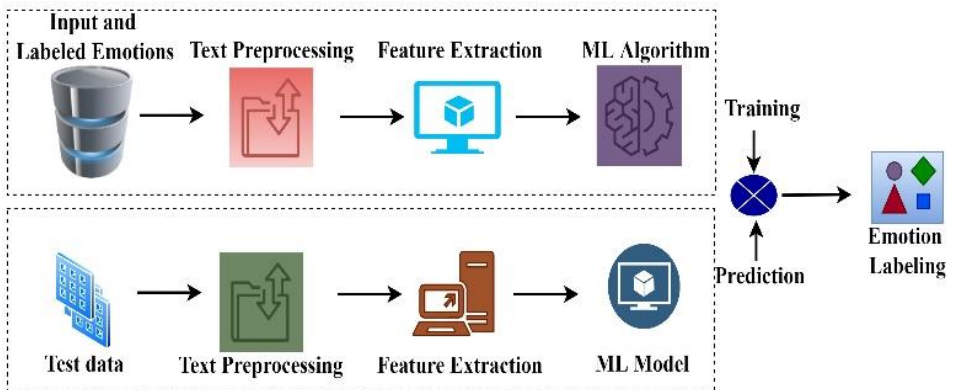 Input and
Labeled Emotions
Text Preprocessing
Feature Extraction
ML Algorithm
Training
Prediction
Emotion
Labeling
Test data
Text Preprocessing
Feature Extraction
ML Model